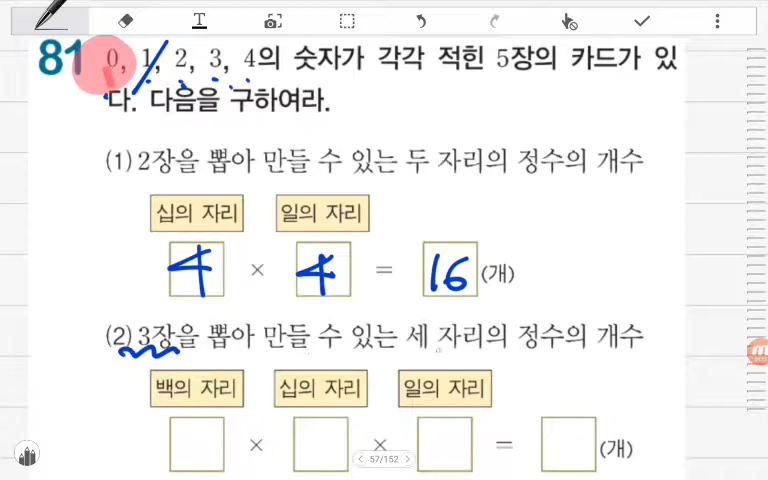 81 0, 1, 2, 3, 4의 숫자가 각각 적힌 5장의 카드가 있
다. 다음을 구하여라.
(1) 2장을 뽑아 만들 수 있는 두 자리의 정수의 개수
십의 자리 일의 자리
4 × 4 = 16 (개)
(2) 3장을 뽑아 만들 수 있는 세 자리의 정수의 개수
백의 자리 십의 자리 일의 자리
× × = (개)
57/152